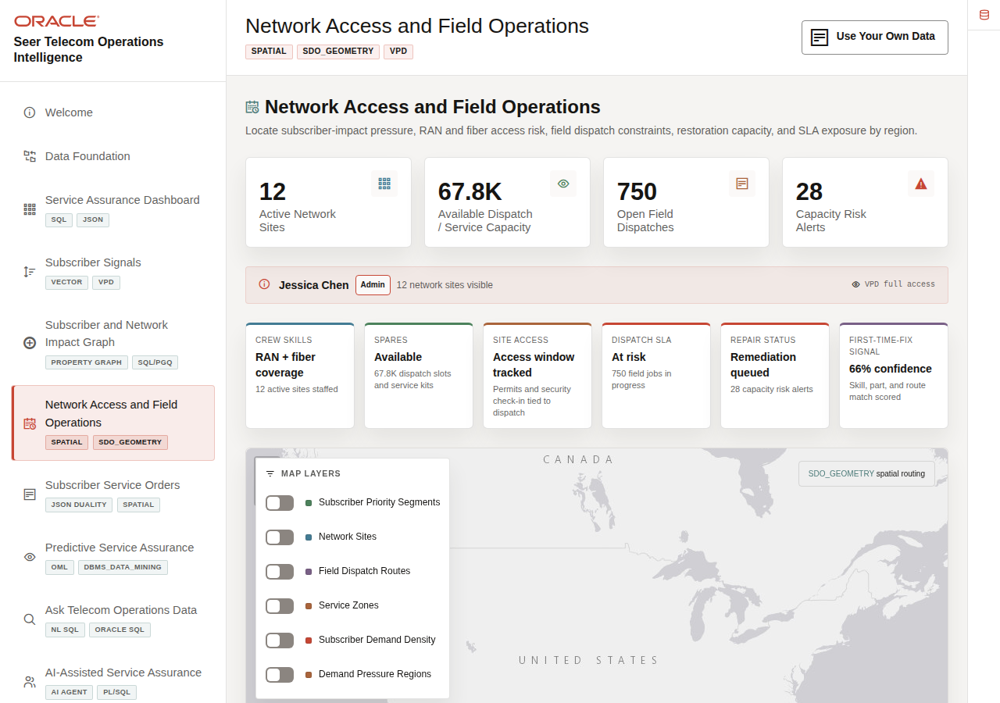 ORACLE
Seer Telecom Operations
Intelligence
Welcome
Data Foundation
Service Assurance Dashboard
SQL JSON
Subscriber Signals
VECTOR VPD
Subscriber and Network
Impact Graph
PROPERTY GRAPH SQL/PGQ
Network Access and Field
Operations
SPATIAL SDO_GEOMETRY
Subscriber Service Orders
JSON DUALITY SPATIAL
Predictive Service Assurance
OML DBMS_DATA_MINING
Ask Telecom Operations Data
NL SQL ORACLE SQL
AI-Assisted Service Assurance
AI AGENT PL/SQL
Network Access and Field Operations
SPATIAL SDO_GEOMETRY VPD
Use Your Own Data
Network Access and Field Operations
Locate subscriber-impact pressure, RAN and fiber access risk, field dispatch constraints, restoration capacity, and SLA exposure by region.
12
Active Network
Sites
67.8K
Available Dispatch
/ Service Capacity
750
Open Field
Dispatches
28
Capacity Risk
Alerts
Jessica Chen Admin 12 network sites visible
VPD full access
CREW SKILLS
RAN + fiber
coverage
12 active sites staffed
SPARES
Available
67.8K dispatch slots
and service kits
SITE ACCESS
Access window
tracked
Permits and security
check-in tied to
dispatch
DISPATCH SLA
At risk
750 field jobs in
progress
REPAIR STATUS
Remediation
queued
28 capacity risk alerts
FIRST-TIME-FIX
SIGNAL
66% confidence
Skill, part, and route
match scored
MAP LAYERS
Subscriber Priority Segments
Network Sites
Field Dispatch Routes
Service Zones
Subscriber Demand Density
Demand Pressure Regions
CANADA
SDO_GEOMETRY spatial routing
UNITED STATES